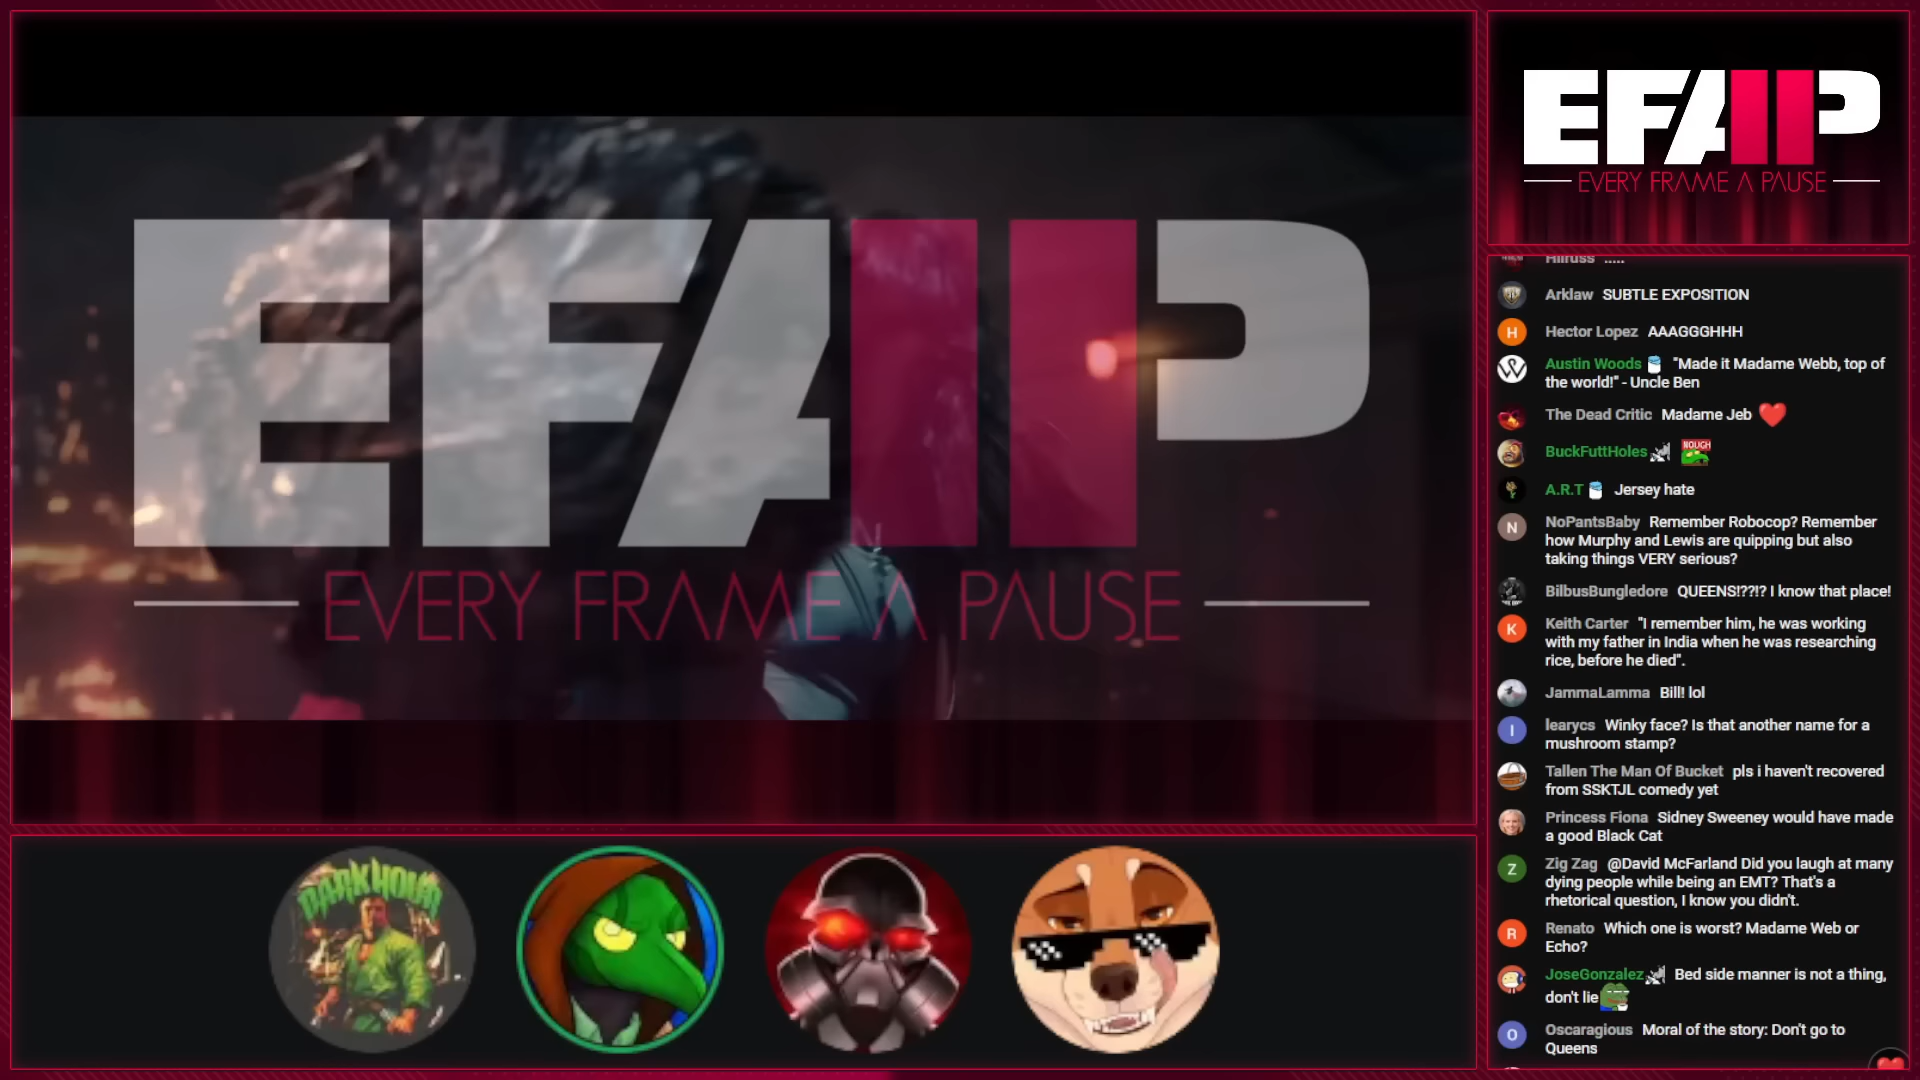 EFAP
EVERY FRAME A PAUSE
EFAP
EVERY FRAME A PAUSE
Hilruss .....
Arklaw SUBTLE EXPOSITION
H Hector Lopez AAAGGGHHH
Austin Woods "Made it Madame Webb, top of
the world!" - Uncle Ben
The Dead Critic Madame Jeb ❤️
BuckFuttHoles NOUGH
A.R.T Jersey hate
N NoPantsBaby Remember Robocop? Remember
how Murphy and Lewis are quipping but also
taking things VERY serious?
BilbusBungledore QUEENS!??!? I know that place!
K Keith Carter "I remember him, he was working
with my father in India when he was researching
rice, before he died".
JammaLamma Bill! lol
l learycs Winky face? Is that another name for a
mushroom stamp?
Tallen The Man Of Bucket pls i haven't recovered
from SSKTJL comedy yet
Princess Fiona Sidney Sweeney would have made
a good Black Cat
Z Zig Zag @David McFarland Did you laugh at many
dying people while being an EMT? That's a
rhetorical question, I know you didn't.
R Renato Which one is worst? Madame Web or
Echo?
JoseGonzalez Bed side manner is not a thing,
don't lie
O Oscaragious Moral of the story: Don't go to
Queens
DARK HOUR